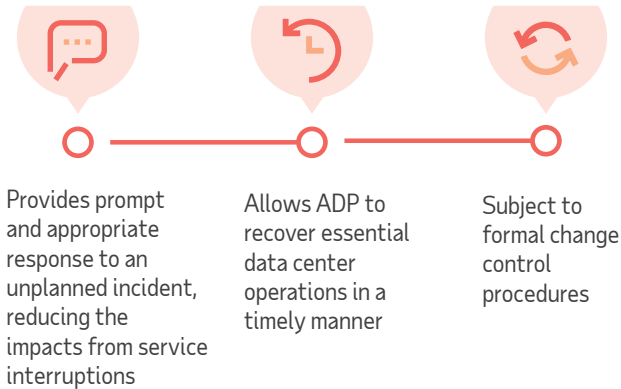 Provides prompt
and appropriate
response to an
unplanned incident,
reducing the
impacts from service
interruptions
Allows ADP to
recover essential
data center
operations in a
timely manner
Subject to
formal change
control
procedures